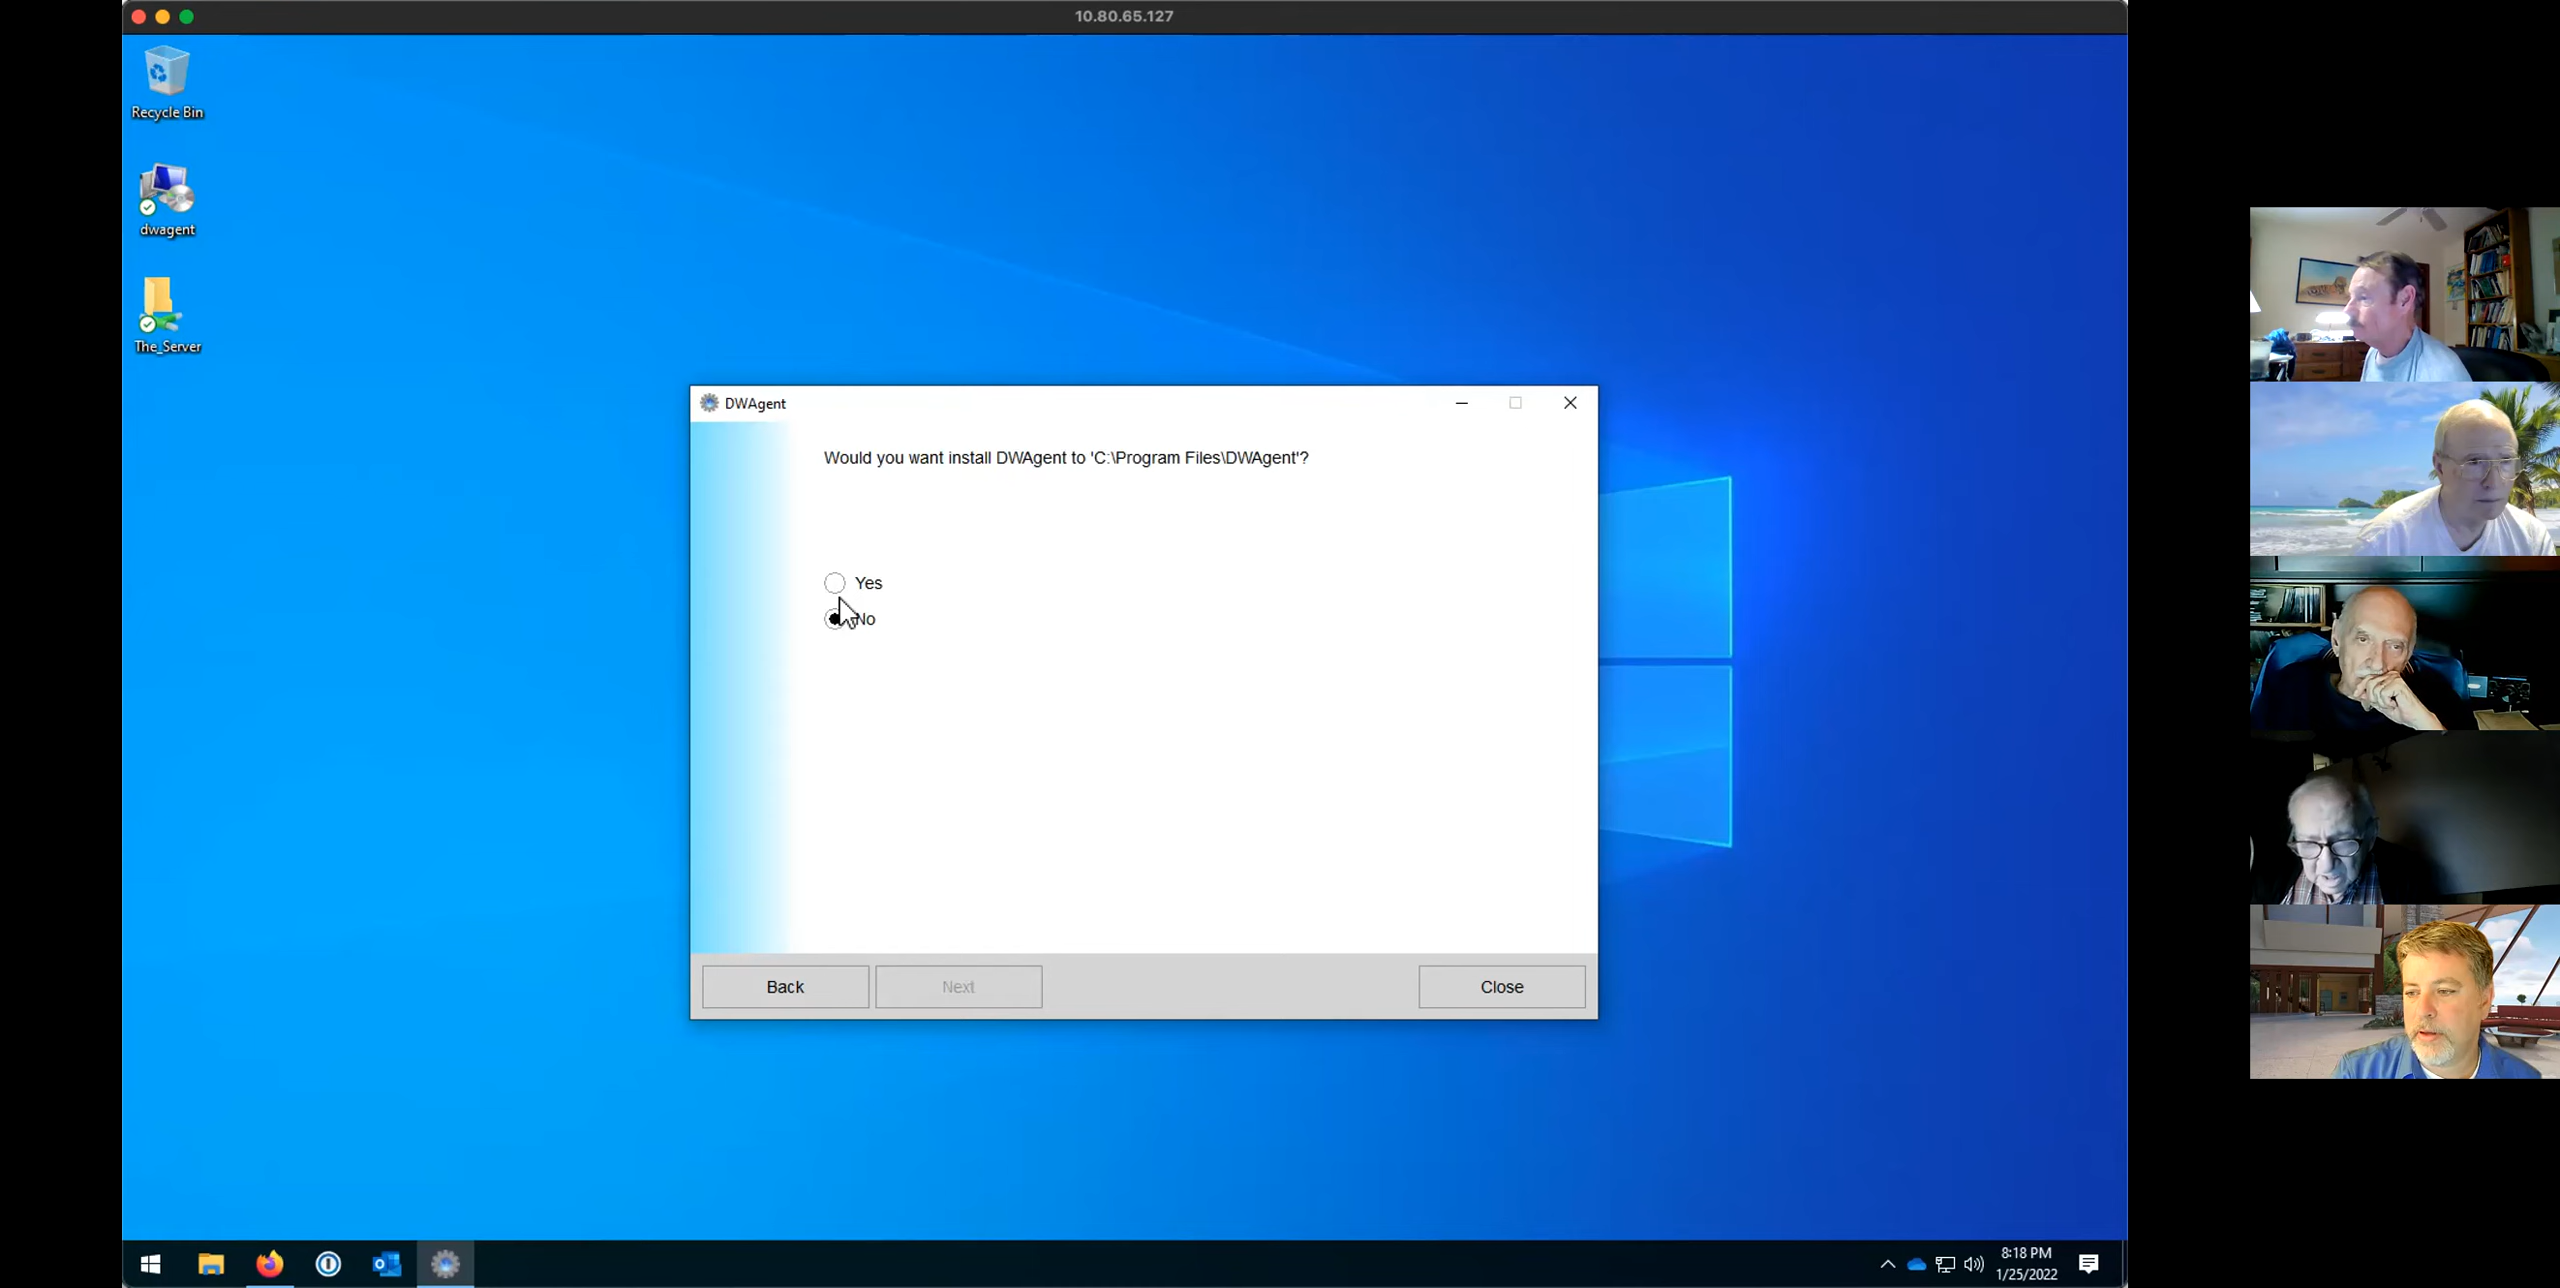 10.80.65.127
Recycle Bin
dwagent
The_Server
DWAgent
Would you want install DWAgent to 'C:\Program Files\DWAgent'?
Yes
No
Back
Next
Close
8:18 PM
1/25/2022